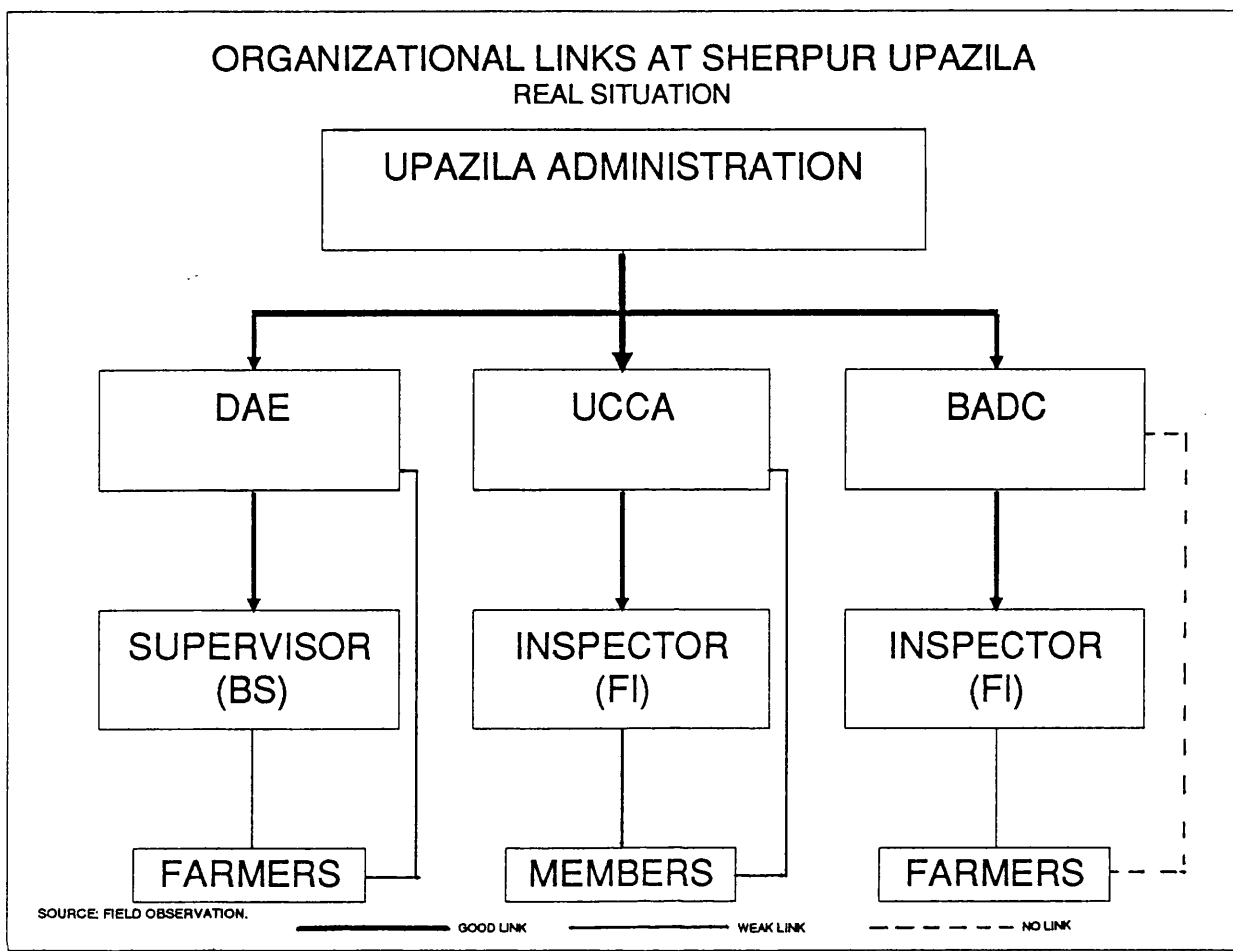 ORGANIZATIONAL LINKS AT SHERPUR UPAZILA
REAL SITUATION
UPAZILA ADMINISTRATION
DAE
UCCA
BADC
SUPERVISOR
(BS)
INSPECTOR
(FI)
INSPECTOR
(FI)
FARMERS
MEMBERS
FARMERS
SOURCE: FIELD OBSERVATION.
GOOD LINK
WEAK LINK
NO LINK